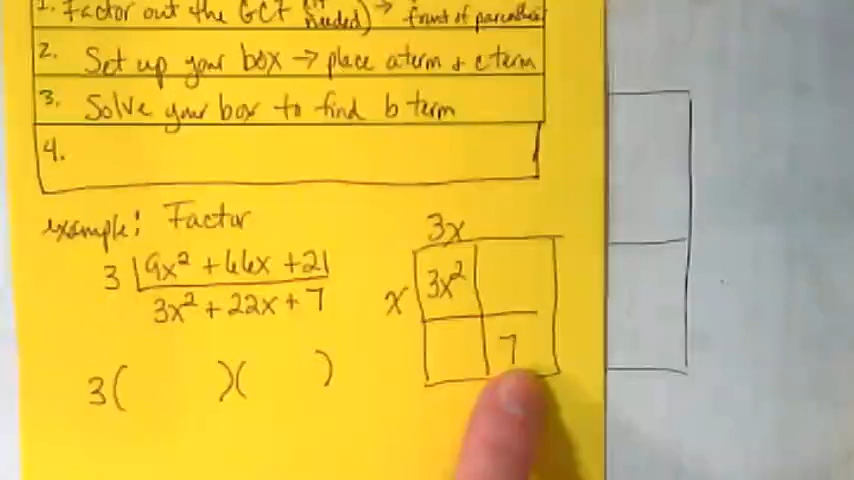 1. Factor out the GCF (if needed) → front of parenthesis
2. Set up your box → place a term + c term
3. Solve your box to find b term
4.
example: Factor
3 9x² + 66x + 21
3x² + 22x + 7
3( )( )
3x
x 3x²
7